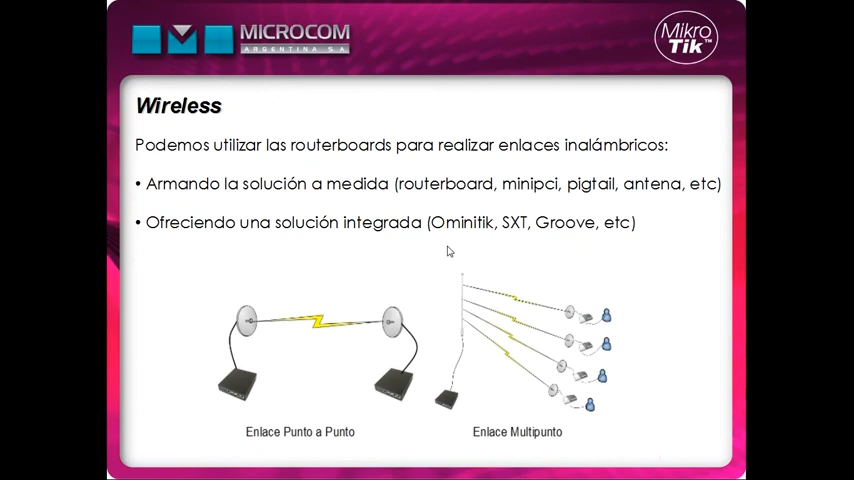 MICROCOM
ARGENTINA S.A.
Mikro
Tik™
Wireless
Podemos utilizar las routerboards para realizar enlaces inalámbricos:
• Armando la solución a medida (routerboard, minipci, pigtail, antena, etc)
• Ofreciendo una solución integrada (Ominitik, SXT, Groove, etc)
Enlace Punto a Punto
Enlace Multipunto